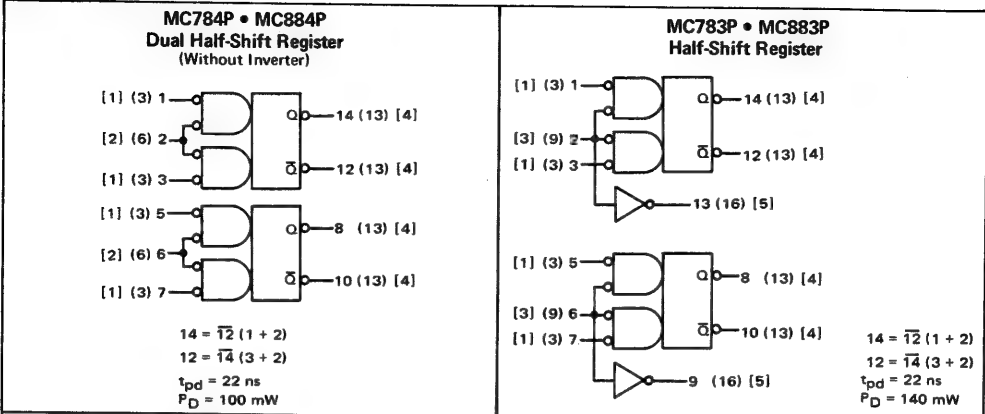 MC784P • MC884P
Dual Half-Shift Register
(Without Inverter)
[1] (3) 1
[2] (6) 2
[1] (3) 3
Q
14 (13) [4]
Q̅
12 (13) [4]
[1] (3) 5
[2] (6) 6
[1] (3) 7
Q
8 (13) [4]
Q̅
10 (13) [4]
14 = 1̅2̅ (1 + 2)
12 = 1̅4̅ (3 + 2)
tpd = 22 ns
PD = 100 mW
MC783P • MC883P
Half-Shift Register
[1] (3) 1
[3] (9) 2
[1] (3) 3
Q
14 (13) [4]
Q̅
12 (13) [4]
13 (16) [5]
[1] (3) 5
[3] (9) 6
[1] (3) 7
Q
8 (13) [4]
Q̅
10 (13) [4]
9 (16) [5]
14 = 1̅2̅ (1 + 2)
12 = 1̅4̅ (3 + 2)
tpd = 22 ns
PD = 140 mW